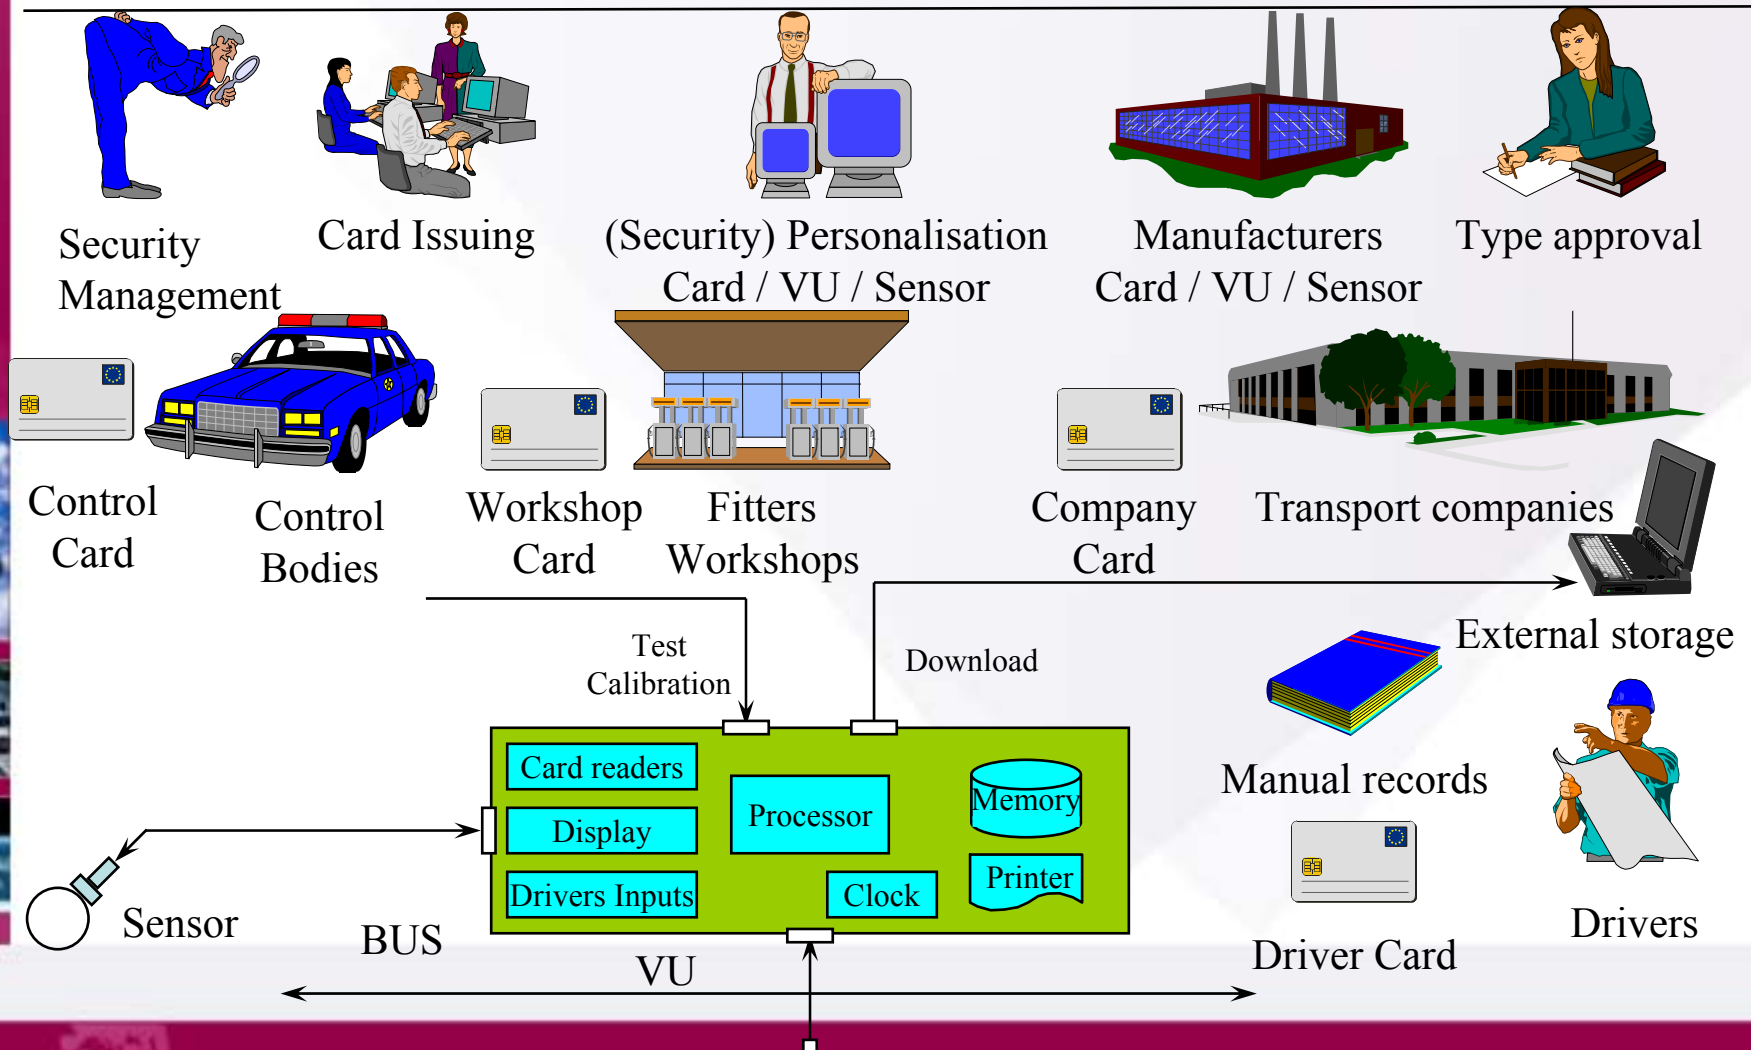 Security
Management
Card Issuing
(Security) Personalisation
Card / VU / Sensor
Manufacturers
Card / VU / Sensor
Type approval
Control
Card
Control
Bodies
Workshop
Card
Fitters
Workshops
Company
Card
Transport companies
External storage
Test
Calibration
Download
Card readers
Display
Drivers Inputs
Processor
Clock
Memory
Printer
Manual records
Driver Card
Drivers
Sensor
BUS
VU